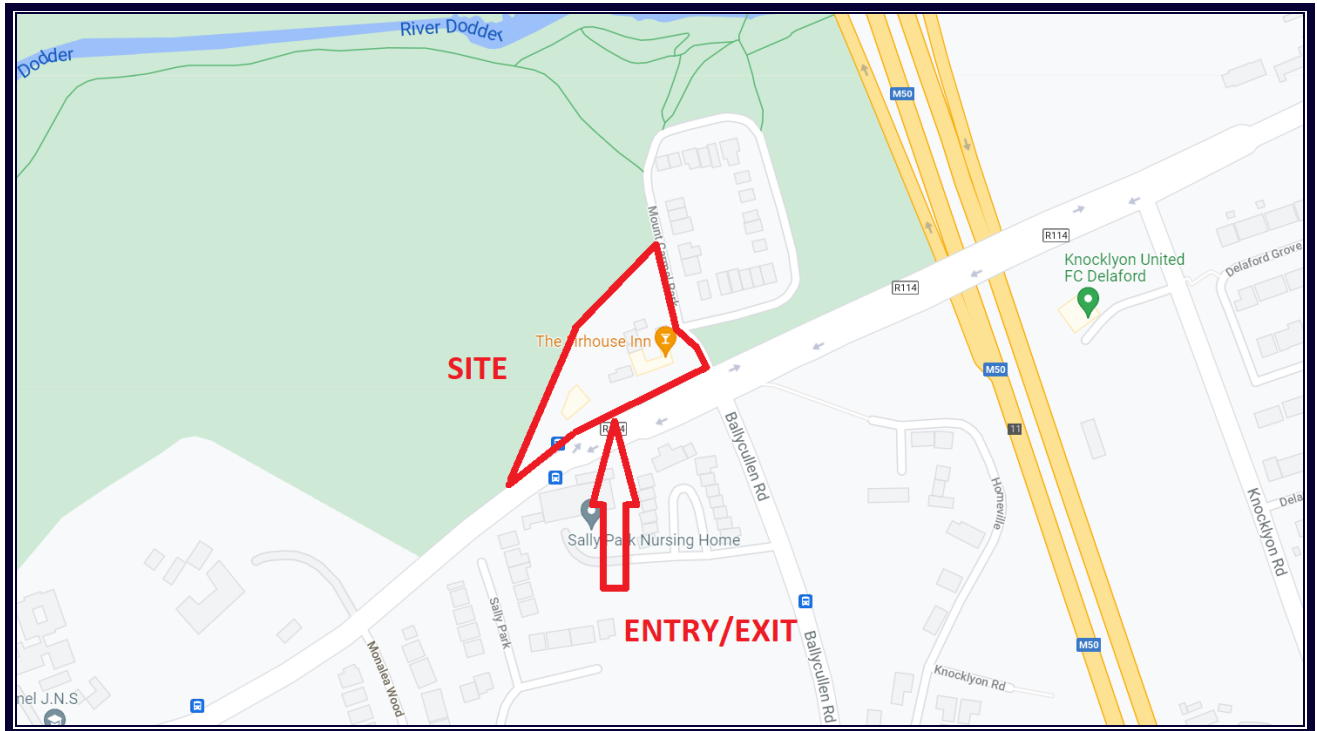 River Dodder
Dodder
M50
Mount Carmel Park
R114
Knocklyon United
FC Delaford
Delaford Grove
R114
The
Inn
SITE
M50
Ballycullen Rd
11
Homeville
Knocklyon Rd
Sally Park Nursing Home
Sally Park
ENTRY/EXIT
Ballycullen Rd
M50
Knocklyon Rd
Monalea Wood
nel J.N.S